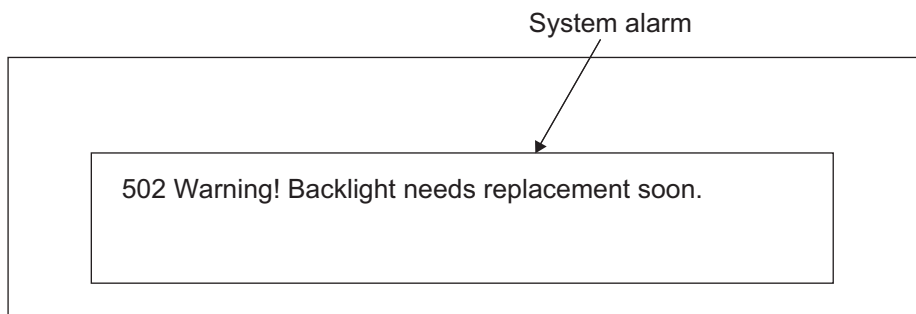 System alarm
502 Warning! Backlight needs replacement soon.